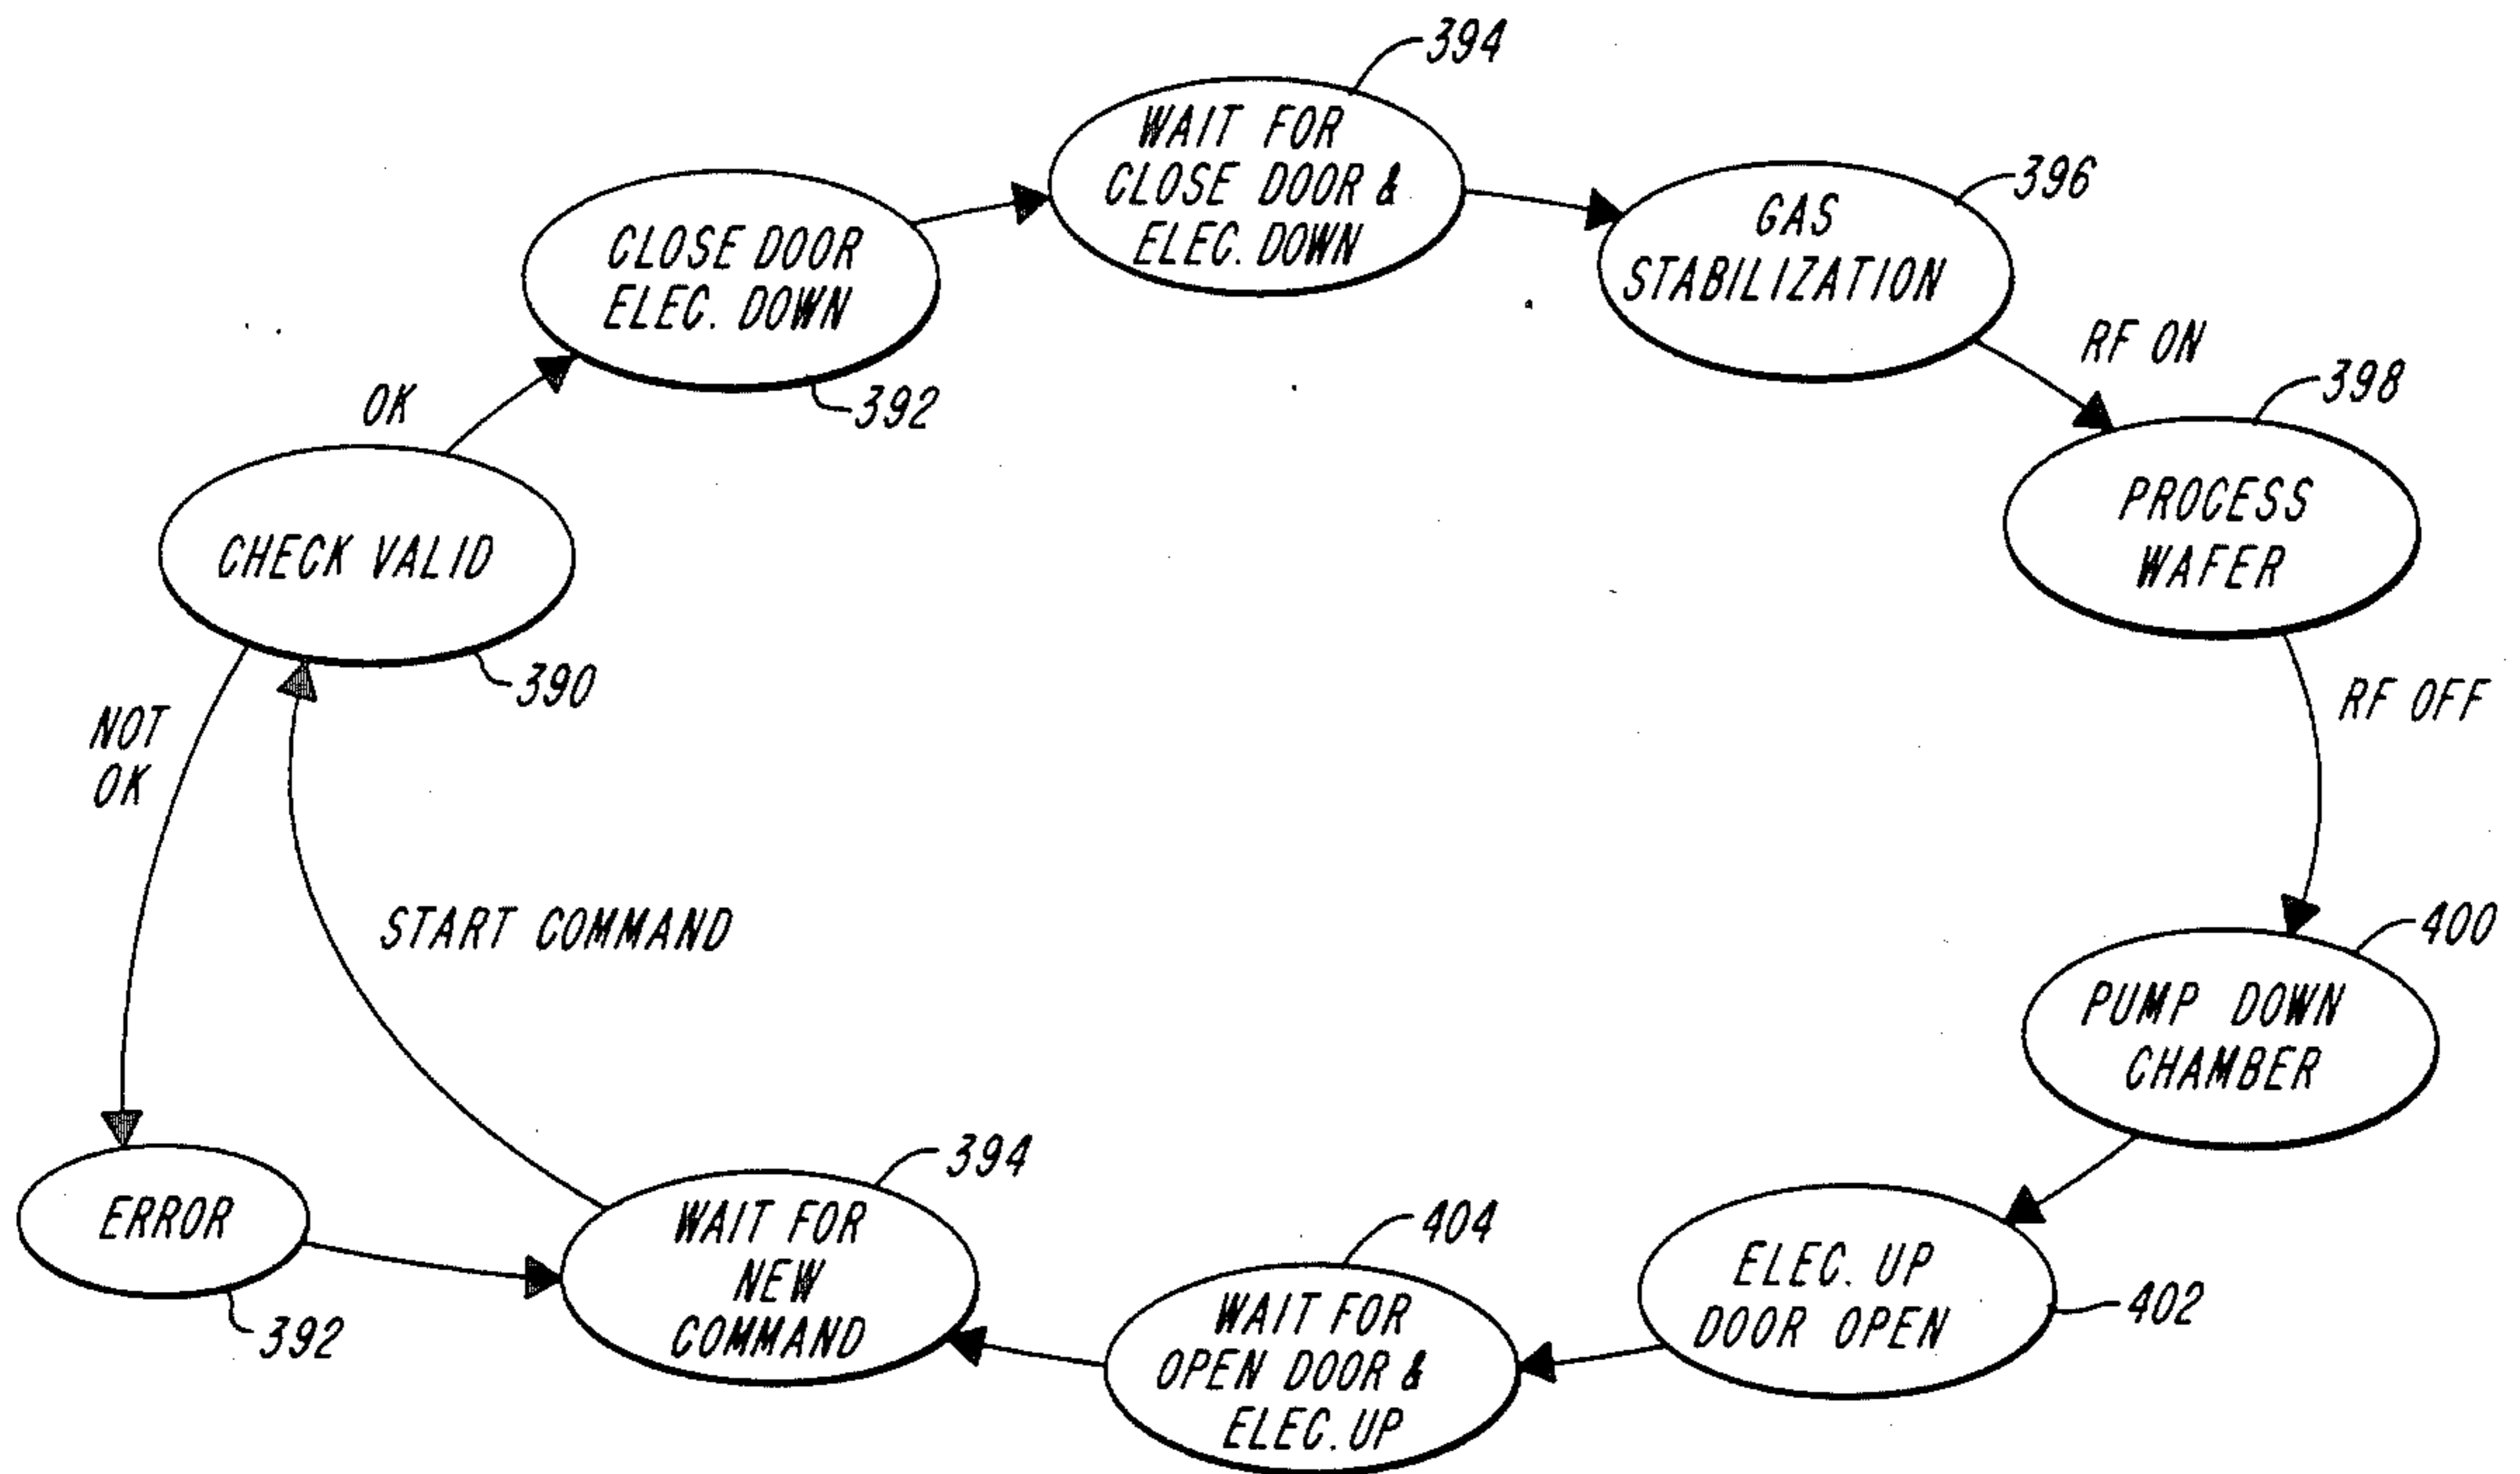 394
WAIT FOR
CLOSE DOOR &
ELEC. DOWN
396
GAS
STABILIZATION
CLOSE DOOR
ELEC. DOWN
392
RF ON
398
OK
PROCESS
WAFER
CHECK VALID
390
RF OFF
NOT
OK
START COMMAND
400
PUMP DOWN
CHAMBER
ERROR
392
394
WAIT FOR
NEW
COMMAND
404
WAIT FOR
OPEN DOOR &
ELEC. UP
ELEC. UP
DOOR OPEN
402